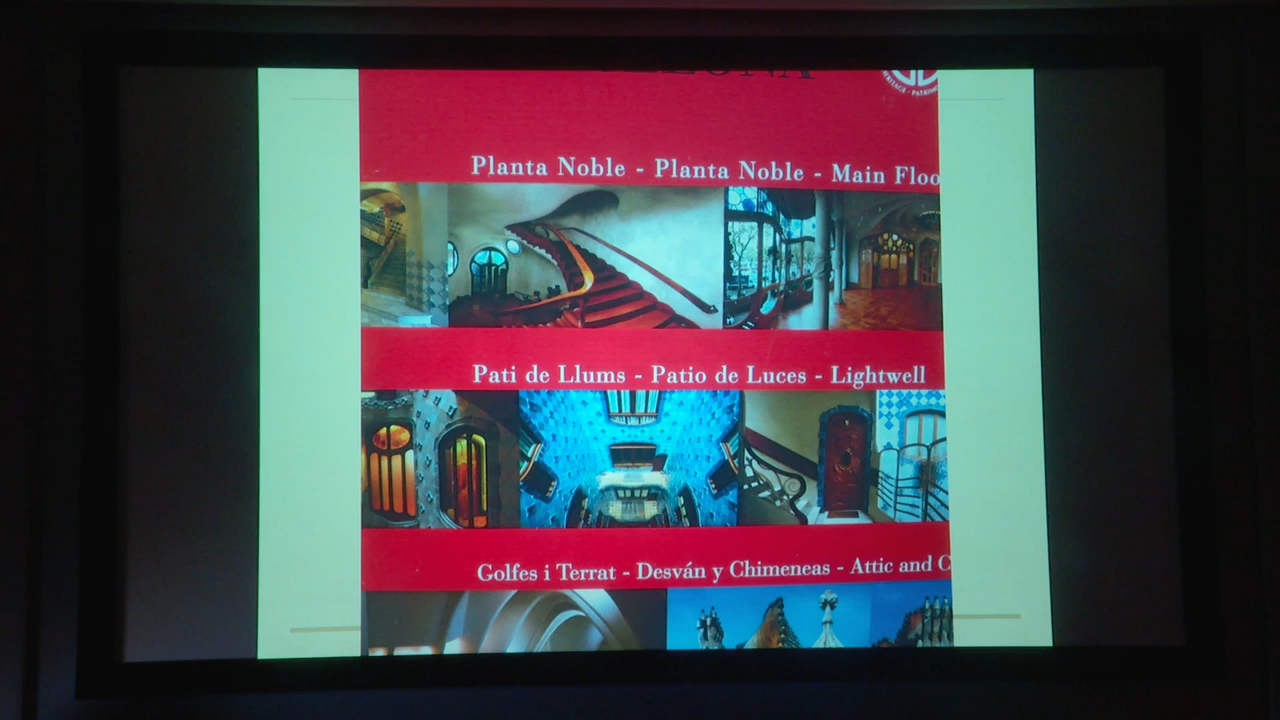 Planta Noble - Planta Noble - Main Floo
Pati de Llums - Patio de Luces - Lightwell
Golfes i Terrat - Desván y Chimeneas - Attic and C